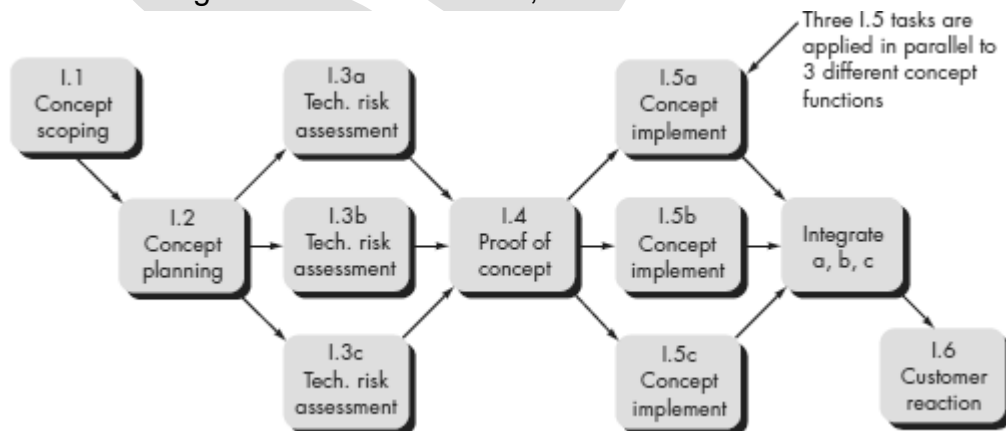 Three I.5 tasks are
applied in parallel to
3 different concept
functions
I.1
Concept
scoping
I.3a
Tech. risk
assessment
I.5a
Concept
implement
I.2
Concept
planning
I.3b
Tech. risk
assessment
I.4
Proof of
concept
I.5b
Concept
implement
Integrate
a, b, c
I.3c
Tech. risk
assessment
I.5c
Concept
implement
I.6
Customer
reaction